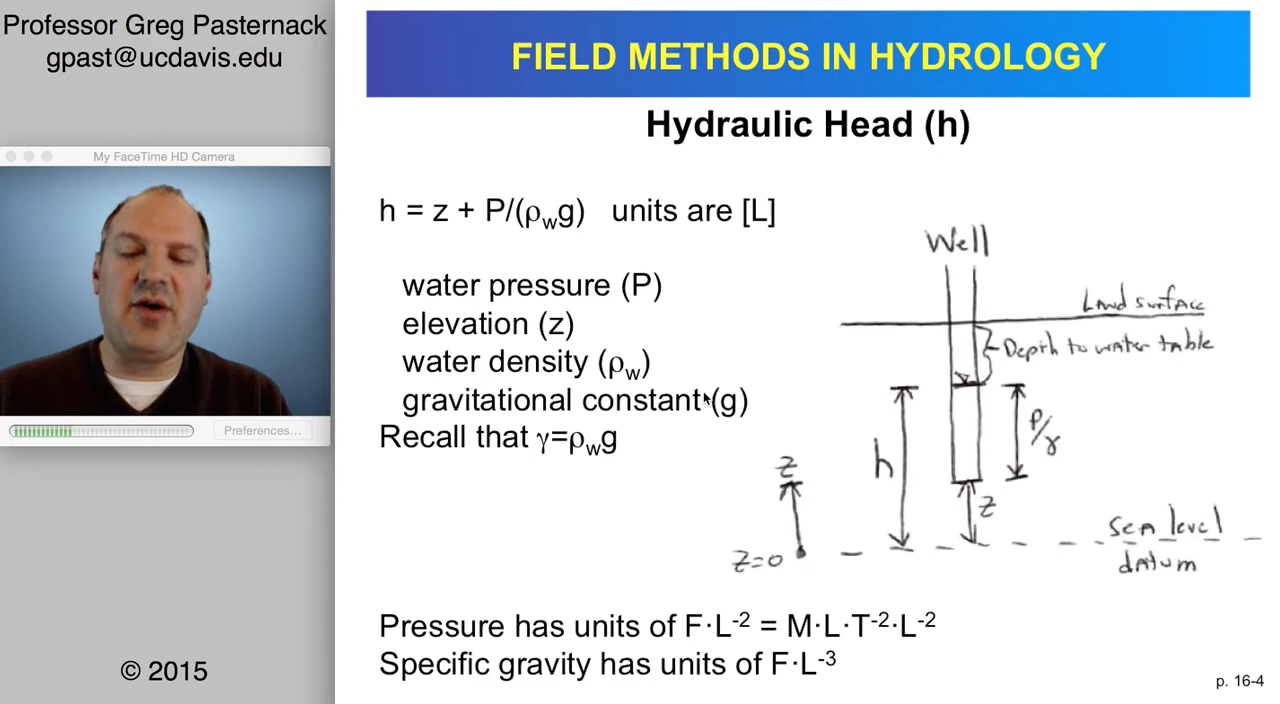 Professor Greg Pasternack
gpast@ucdavis.edu
My FaceTime HD Camera
Preferences...
© 2015
FIELD METHODS IN HYDROLOGY
Hydraulic Head (h)
h = z + P/(ρwg) units are [L]
water pressure (P)
elevation (z)
water density (ρw)
gravitational constant (g)
Recall that γ=ρwg
Well
Land surface
Depth to water table
P/γ
h
z
z
z=0
Sea level
datum
Pressure has units of F·L-2 = M·L·T-2·L-2
Specific gravity has units of F·L-3
p. 16-4